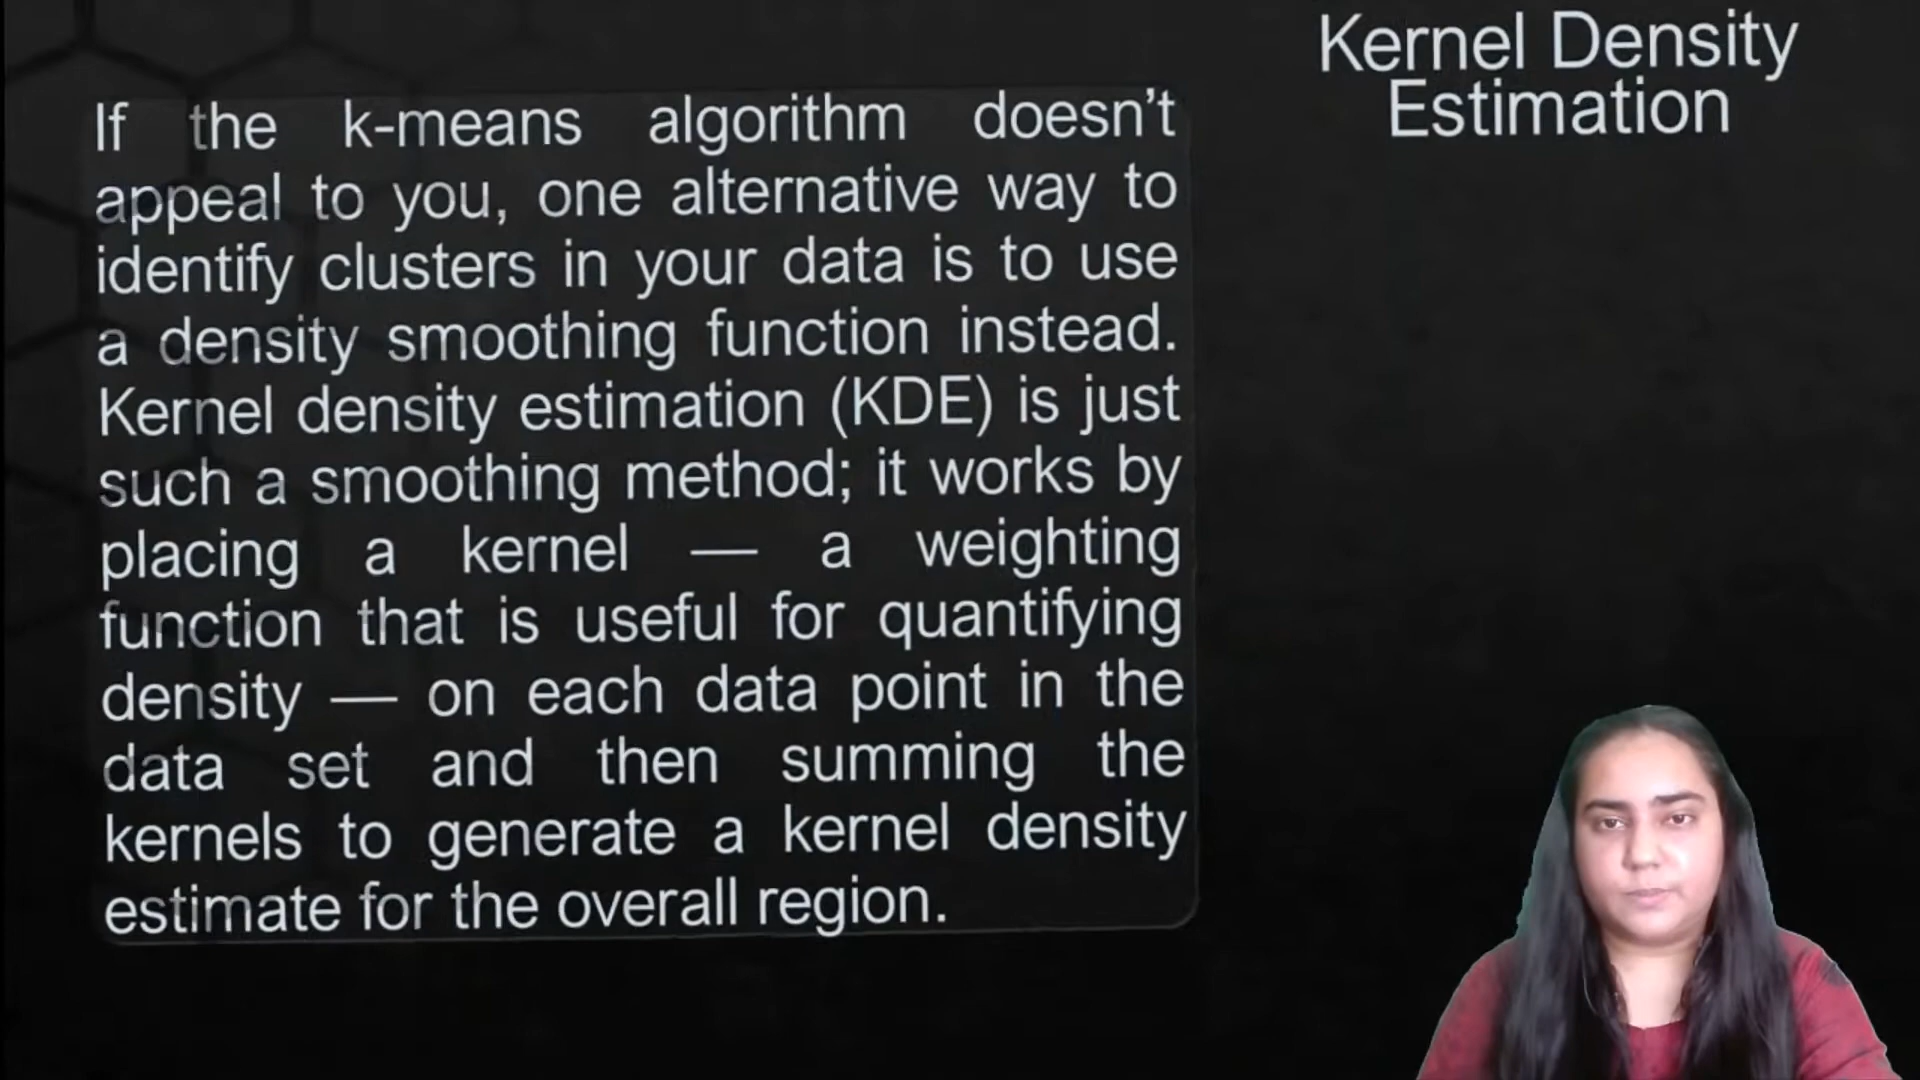 Kernel Density
Estimation
If the k-means algorithm doesn't
appeal to you, one alternative way to
identify clusters in your data is to use
a density smoothing function instead.
Kernel density estimation (KDE) is just
such a smoothing method; it works by
placing a kernel — a weighting
function that is useful for quantifying
density — on each data point in the
data set and then summing the
kernels to generate a kernel density
estimate for the overall region.